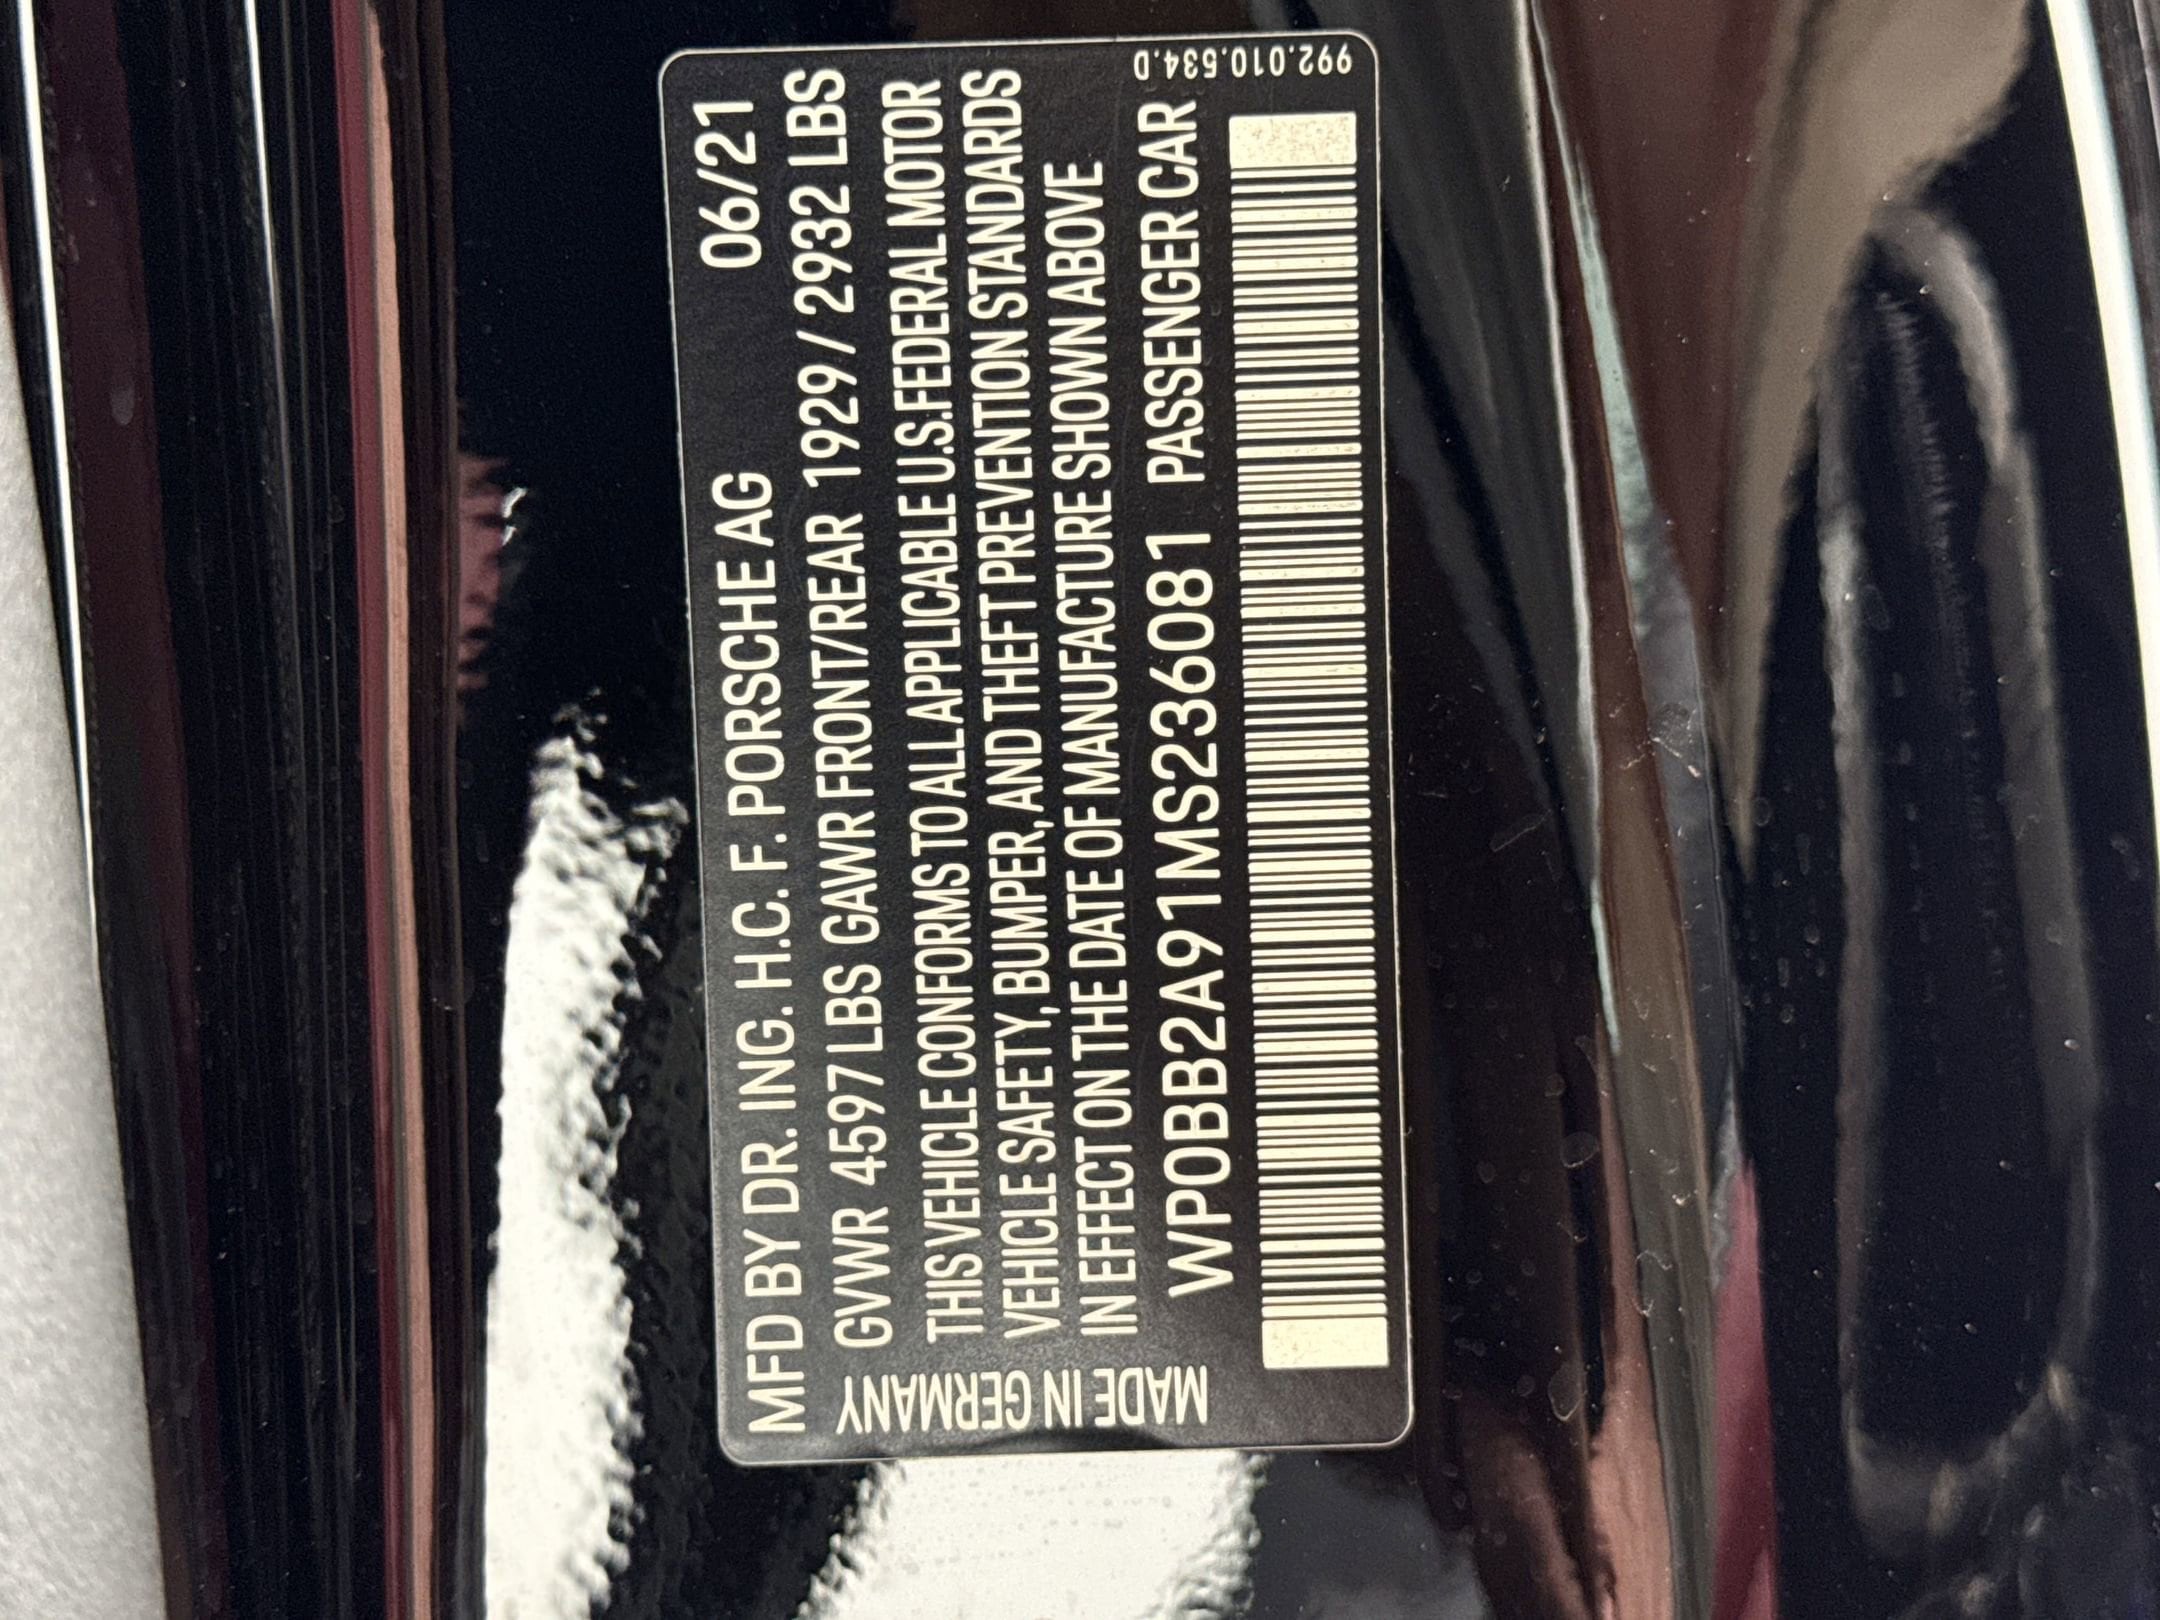 MFD BY DR. ING. H.C. F. PORSCHE AG 06/21
GVWR 4597 LBS GAWR FRONT/REAR 1929 / 2932 LBS
THIS VEHICLE CONFORMS TO ALL APPLICABLE U.S.FEDERAL MOTOR
VEHICLE SAFETY, BUMPER, AND THEFT PREVENTION STANDARDS
IN EFFECT ON THE DATE OF MANUFACTURE SHOWN ABOVE
WP0BB2A91MS236081 PASSENGER CAR
MADE IN GERMANY
992.010.534.D